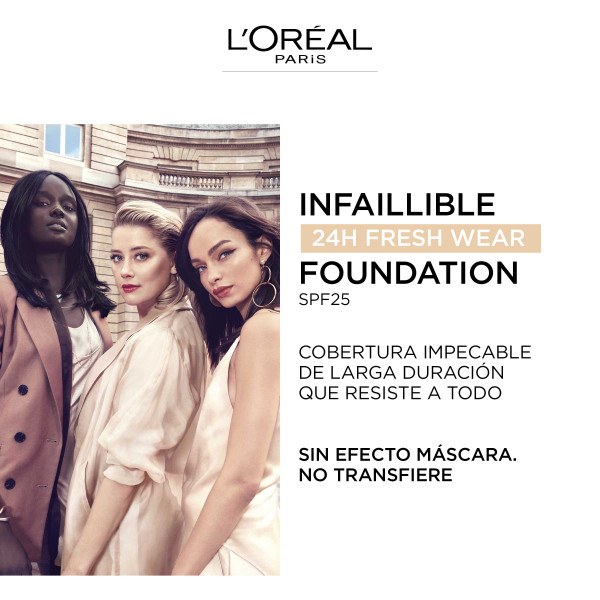 L'ORÉAL
PARiS
INFAILLIBLE
24H FRESH WEAR
FOUNDATION
SPF25
COBERTURA IMPECABLE
DE LARGA DURACIÓN
QUE RESISTE A TODO
SIN EFECTO MÁSCARA.
NO TRANSFIERE